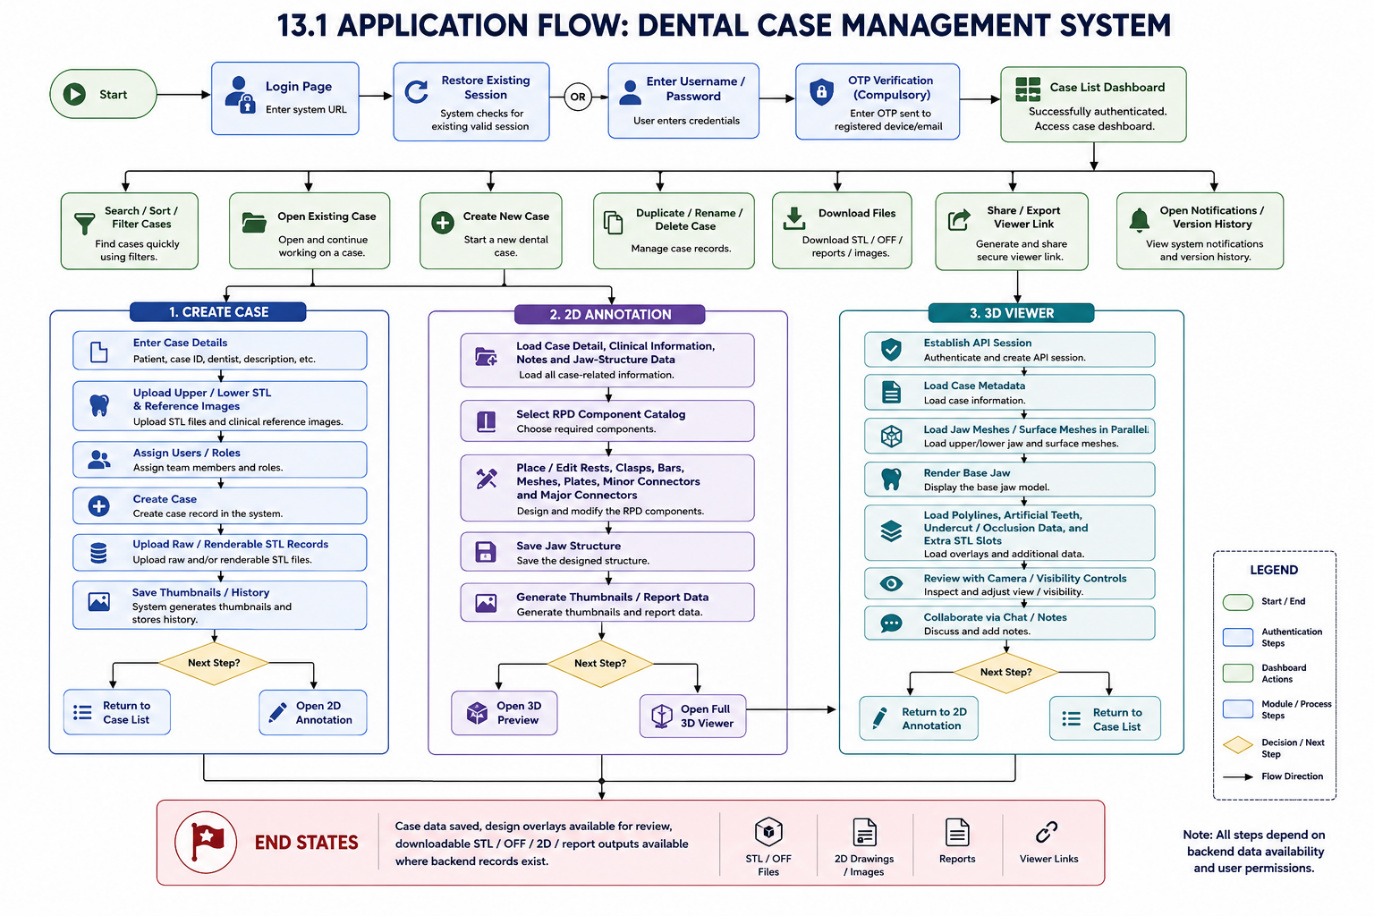 13.1 APPLICATION FLOW: DENTAL CASE MANAGEMENT SYSTEM
Start
Login Page
Enter system URL
Restore Existing
Session
System checks for
existing valid session
OR
Enter Username /
Password
User enters credentials
OTP Verification
(Compulsory)
Enter OTP sent to
registered device/email
Case List Dashboard
Successfully authenticated.
Access case dashboard.
Search / Sort /
Filter Cases
Find cases quickly
using filters.
Open Existing Case
Open and continue
working on a case.
Create New Case
Start a new dental
case.
Duplicate / Rename /
Delete Case
Manage case records.
Download Files
Download STL / OFF /
reports / images.
Share / Export
Viewer Link
Generate and share
secure viewer link.
Open Notifications /
Version History
View system notifications
and version history.
1. CREATE CASE
Enter Case Details
Patient, case ID, dentist, description, etc.
Upload Upper / Lower STL
& Reference Images
Upload STL files and clinical reference images.
Assign Users / Roles
Assign team members and roles.
Create Case
Create case record in the system.
Upload Raw / Renderable STL Records
Upload raw and/or renderable STL files.
Save Thumbnails / History
System generates thumbnails and
stores history.
Next Step?
Return to
Case List
Open 2D
Annotation
2. 2D ANNOTATION
Load Case Detail, Clinical Information,
Notes and Jaw-Structure Data
Load all case-related information.
Select RPD Component Catalog
Choose required components.
Place / Edit Rests, Clasps, Bars,
Meshes, Plates, Minor Connectors
and Major Connectors
Design and modify the RPD components.
Save Jaw Structure
Save the designed structure.
Generate Thumbnails / Report Data
Generate thumbnails and report data.
Next Step?
Open 3D
Preview
Open Full
3D Viewer
3. 3D VIEWER
Establish API Session
Authenticate and create API session.
Load Case Metadata
Load case information.
Load Jaw Meshes / Surface Meshes in Parallel
Load upper/lower jaw and surface meshes.
Render Base Jaw
Display the base jaw model.
Load Polylines, Artificial Teeth,
Undercut / Occlusion Data, and
Extra STL Slots
Load overlays and additional data.
Review with Camera / Visibility Controls
Inspect and adjust view / visibility.
Collaborate via Chat / Notes
Discuss and add notes.
Next Step?
Return to 2D
Annotation
Return to
Case List
LEGEND
Start / End
Authentication
Steps
Dashboard
Actions
Module / Process
Steps
Decision / Next
Step
Flow Direction
END STATES
Case data saved, design overlays available for review,
downloadable STL / OFF / 2D / report outputs available
where backend records exist.
STL / OFF
Files
2D Drawings
/ Images
Reports
Viewer Links
Note: All steps depend on
backend data availability
and user permissions.